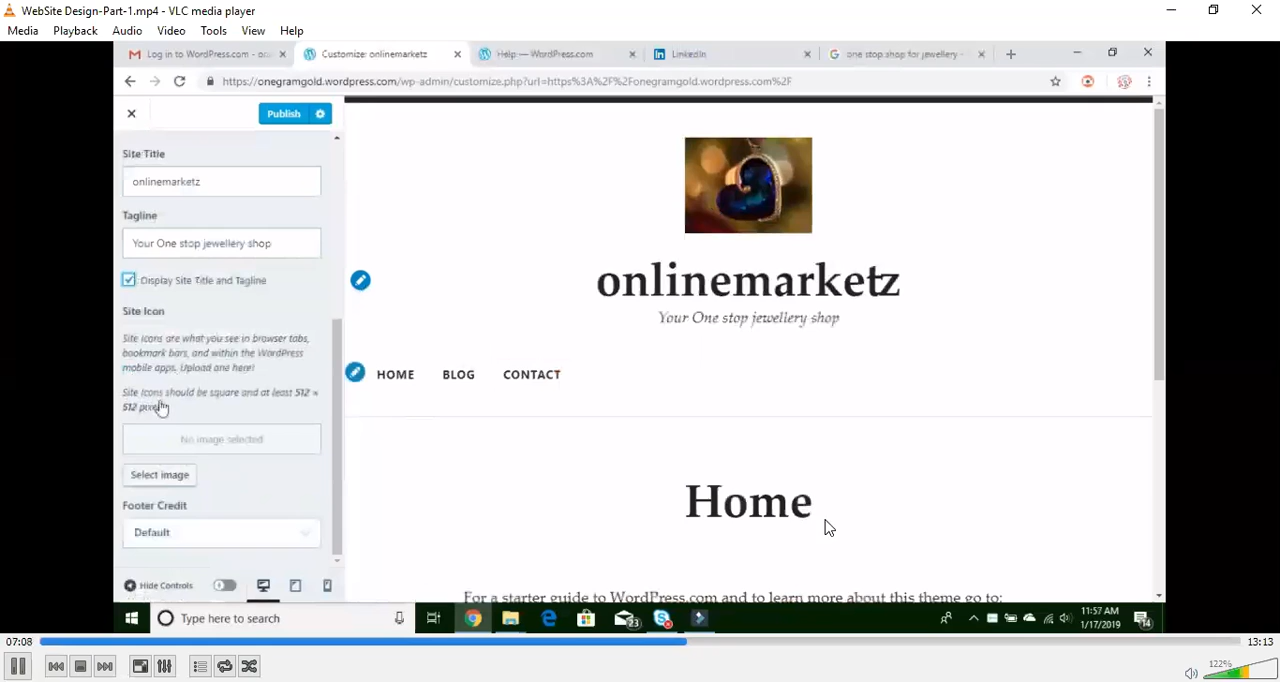 WebSite Design-Part-1.mp4 - VLC media player
Media Playback Audio Video Tools View Help
Log in to WordPress.com - Customize: onlinemarketz Help — WordPress.com LinkedIn one stop shop for jewellery -
https://onegramgold.wordpress.com/wp-admin/customize.php?url=https%3A%2F%2Fonegramgold.wordpress.com%2F
Publish
Site Title
onlinemarketz
Tagline
Your One stop jewellery shop
Display Site Title and Tagline
Site Icon
Site Icons are what you see in browser tabs,
bookmark bars, and within the WordPress
mobile apps. Upload one here!
Site Icons should be square and at least 512 ×
512
No image selected
Select image
Footer Credit
Default
Hide Controls
onlinemarketz
Your One stop jewellery shop
HOME BLOG CONTACT
Home
For a starter guide to WordPress.com and to learn more about this theme go to:
Type here to search
23
11:57 AM
1/17/2019
14
07:08
13:13
122%